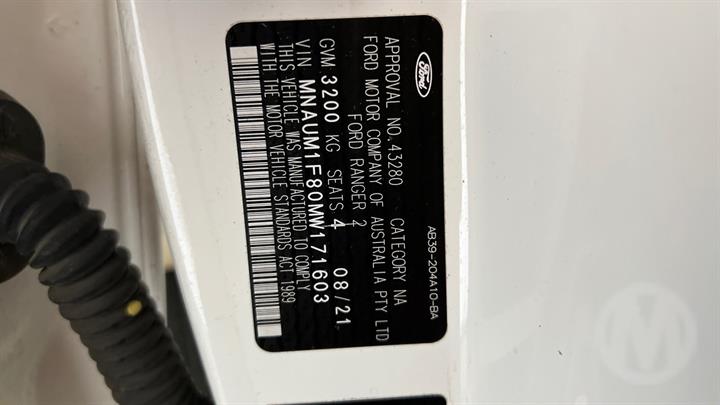 Ford
AB39-204A10-BA
APPROVAL NO. 43280 CATEGORY NA
FORD MOTOR COMPANY OF AUSTRALIA PTY LTD
FORD RANGER 2
GVM 3200 KG SEATS 4 08/21
VIN MNAUM1F80MW171603
THIS VEHICLE WAS MANUFACTURED TO COMPLY
WITH THE MOTOR VEHICLE STANDARDS ACT 1989
M